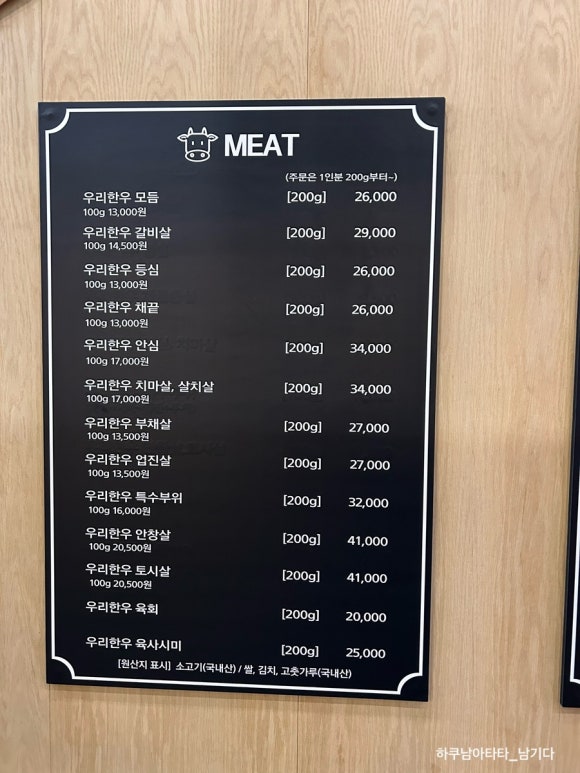 MEAT
(주문은 1인분 200g부터~)
우리한우 모듬 [200g] 26,000
100g 13,000원
우리한우 갈비살 [200g] 29,000
100g 14,500원
우리한우 등심 [200g] 26,000
100g 13,000원
우리한우 채끝 [200g] 26,000
100g 13,000원
우리한우 안심 [200g] 34,000
100g 17,000원
우리한우 치마살, 살치살 [200g] 34,000
100g 17,000원
우리한우 부채살 [200g] 27,000
100g 13,500원
우리한우 업진살 [200g] 27,000
100g 13,500원
우리한우 특수부위 [200g] 32,000
100g 16,000원
우리한우 안창살 [200g] 41,000
100g 20,500원
우리한우 토시살 [200g] 41,000
100g 20,500원
우리한우 육회 [200g] 20,000
우리한우 육사시미 [200g] 25,000
[원산지 표시] 소고기(국내산) / 쌀, 김치, 고춧가루(국내산)
하쿠남아타타_남기다